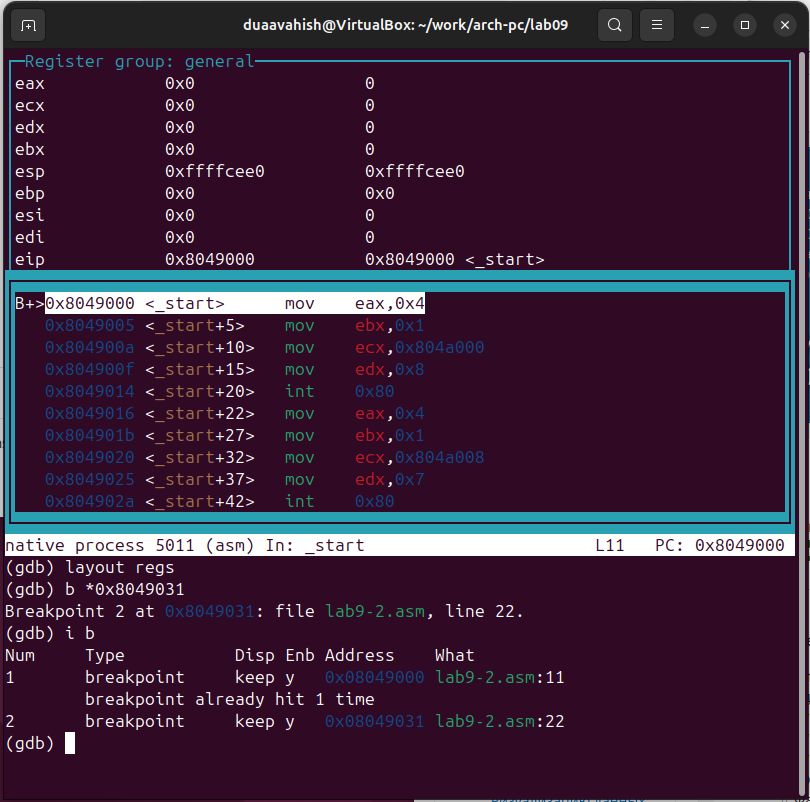 duaavahish@VirtualBox: ~/work/arch-pc/lab09
Register group: general
eax 0x0 0
ecx 0x0 0
edx 0x0 0
ebx 0x0 0
esp 0xffffcee0 0xffffcee0
ebp 0x0 0x0
esi 0x0 0
edi 0x0 0
eip 0x8049000 0x8049000 <_start>
B+>0x8049000 <_start> mov eax,0x4
0x8049005 <_start+5> mov ebx,0x1
0x804900a <_start+10> mov ecx,0x804a000
0x804900f <_start+15> mov edx,0x8
0x8049014 <_start+20> int 0x80
0x8049016 <_start+22> mov eax,0x4
0x804901b <_start+27> mov ebx,0x1
0x8049020 <_start+32> mov ecx,0x804a008
0x8049025 <_start+37> mov edx,0x7
0x804902a <_start+42> int 0x80
native process 5011 (asm) In: _start L11 PC: 0x8049000
(gdb) layout regs
(gdb) b *0x8049031
Breakpoint 2 at 0x8049031: file lab9-2.asm, line 22.
(gdb) i b
Num Type Disp Enb Address What
1 breakpoint keep y 0x08049000 lab9-2.asm:11
breakpoint already hit 1 time
2 breakpoint keep y 0x08049031 lab9-2.asm:22
(gdb)